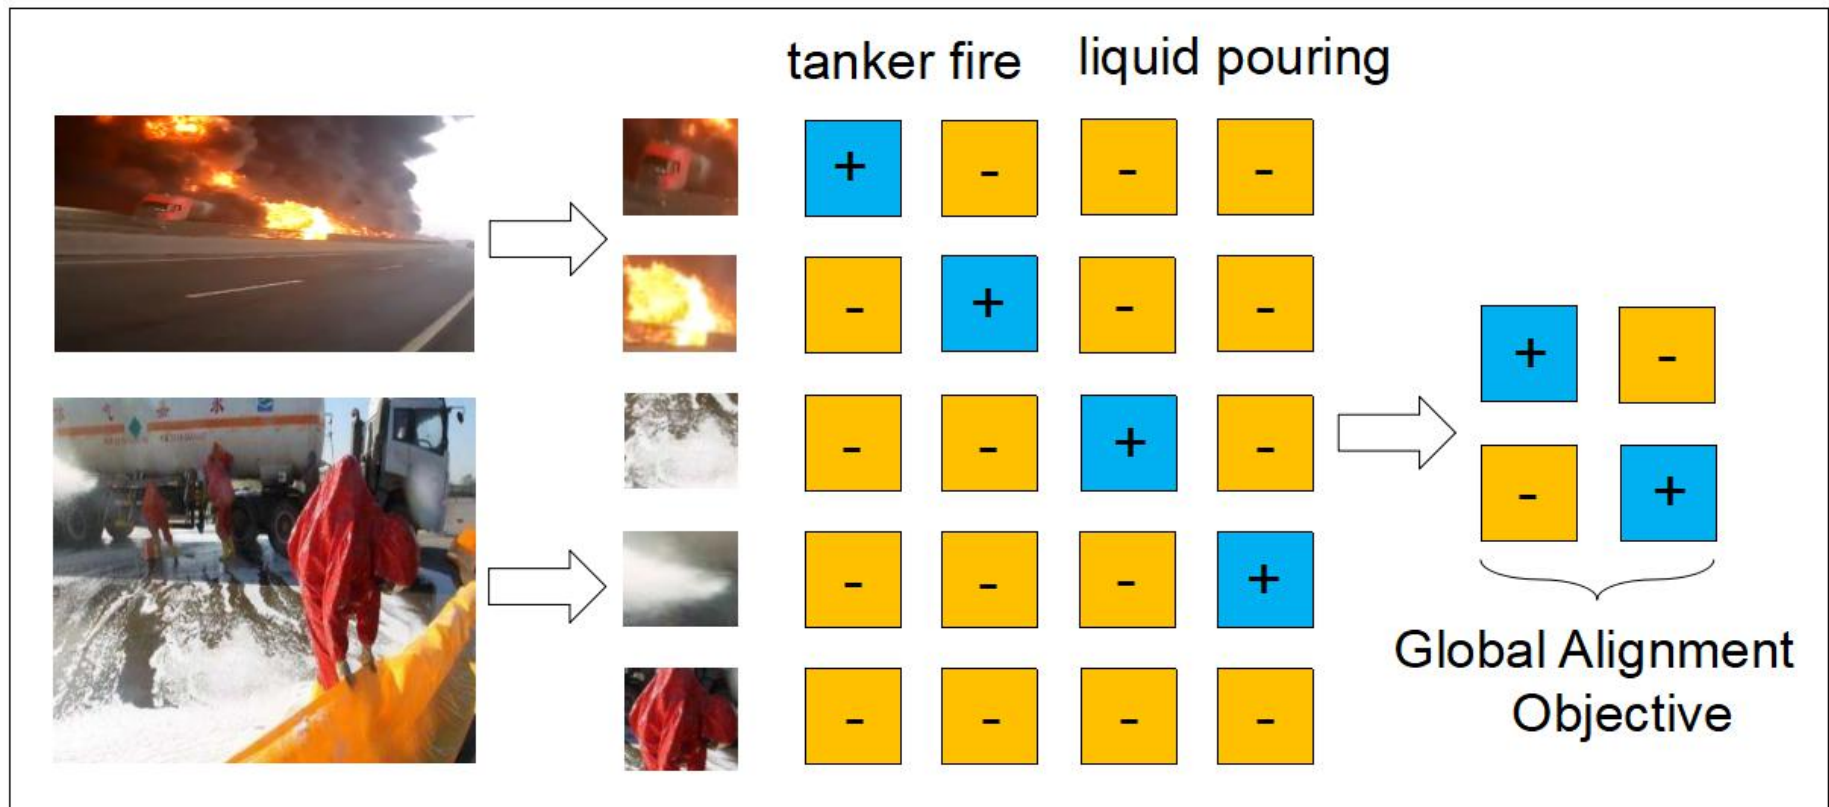 tanker fire liquid pouring
+ - - -
- + - -
- - + -
- - - +
- - - -
+ -
- +
Global Alignment
Objective